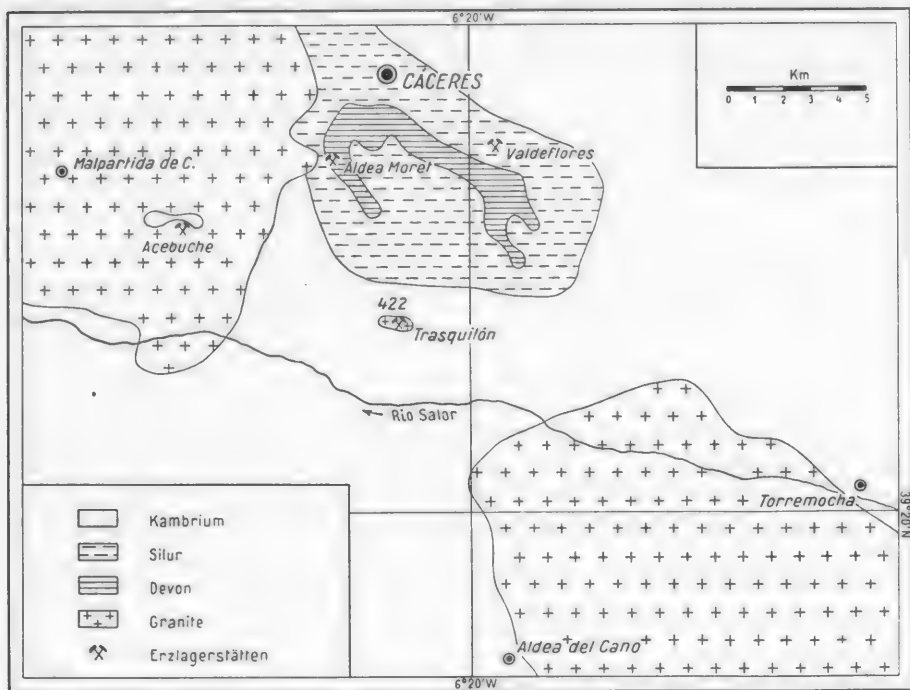 6°20'W
CÁCERES
Km
0 1 2 3 4 5
Malpartida de C.
Aldea Moret
Valdeflores
Acebuche
422
Trasquilón
Rio Salor
Torremocha
39°20'N
Kambrium
Silur
Devon
Granite
Erzlagerstätten
Aldea del Cano
6°20'W